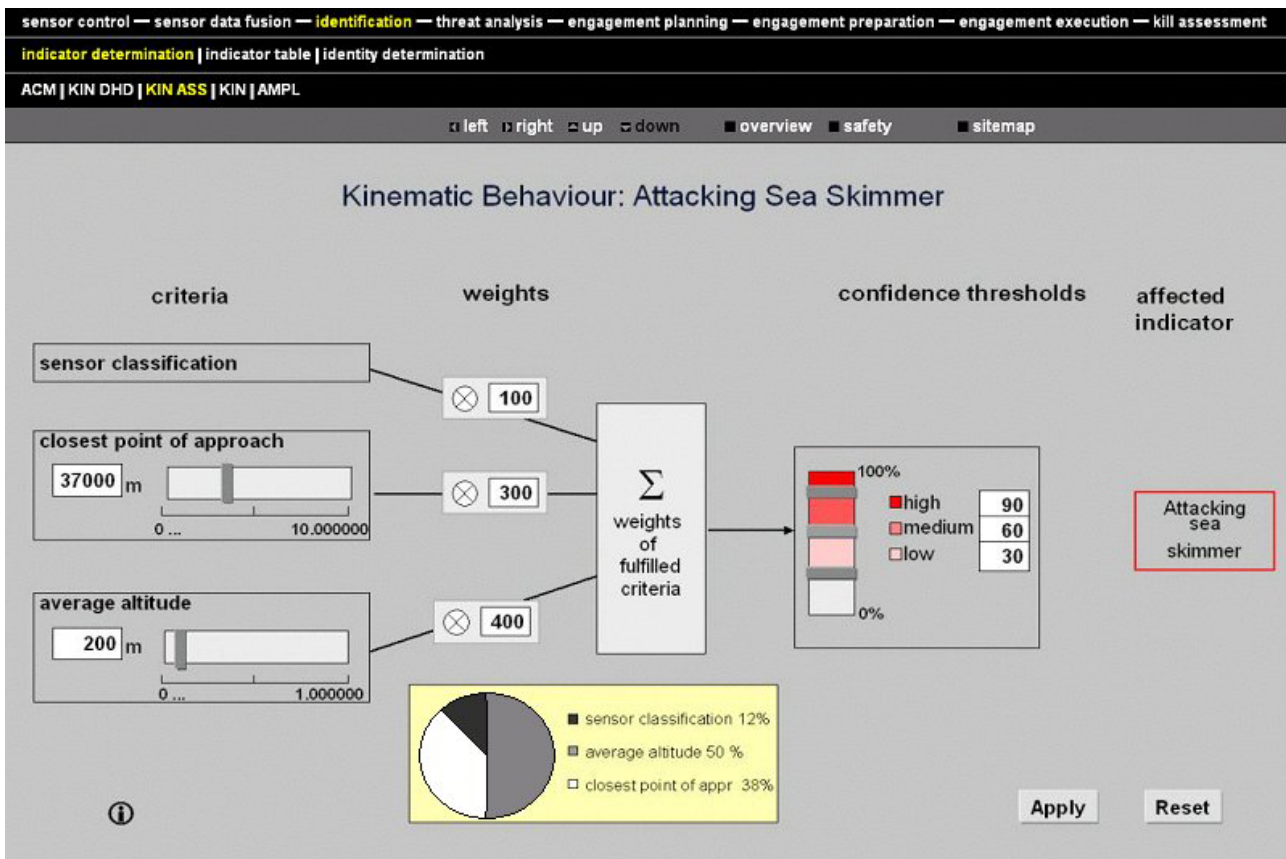 sensor control — sensor data fusion — identification — threat analysis — engagement planning — engagement preparation — engagement execution — kill assessment
indicator determination | indicator table | identity determination
ACM | KIN DHD | KIN ASS | KIN | AMPL
left right up down overview safety sitemap
Kinematic Behaviour: Attacking Sea Skimmer
criteria
weights
confidence thresholds
affected
indicator
sensor classification
100
closest point of approach
37000 m
0 ...
10.000000
300
average altitude
200 m
0 ...
1.000000
400
Σ
weights
of
fulfilled
criteria
100%
high 90
medium 60
low 30
0%
Attacking
sea
skimmer
sensor classification 12%
average altitude 50 %
closest point of appr 38%
Apply
Reset